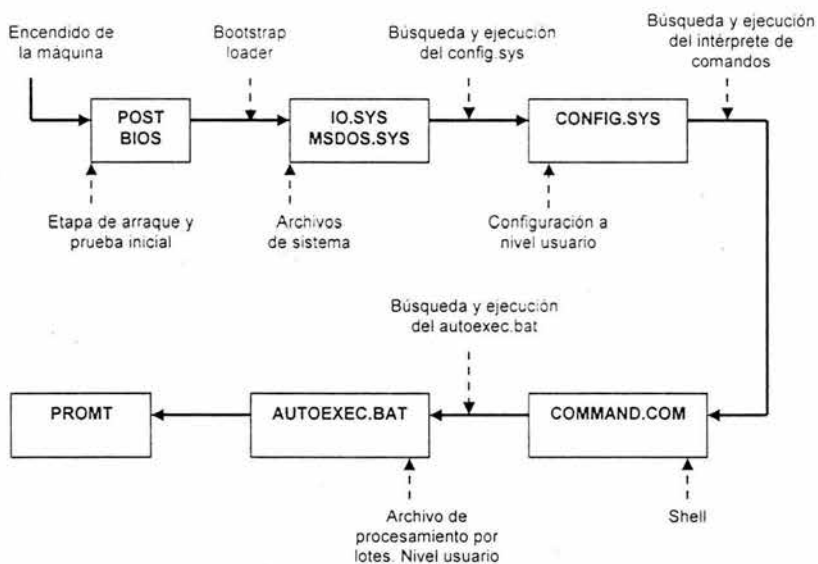 Encendido de
la máquina
Bootstrap
loader
Búsqueda y ejecución
del config.sys
Búsqueda y ejecución
del intérprete de
comandos
POST
BIOS
IO.SYS
MSDOS.SYS
CONFIG.SYS
Etapa de arraque y
prueba inicial
Archivos
de sistema
Configuración a
nivel usuario
Búsqueda y ejecución
del autoexec.bat
PROMT
AUTOEXEC.BAT
COMMAND.COM
Archivo de
procesamiento por
lotes. Nivel usuario
Shell